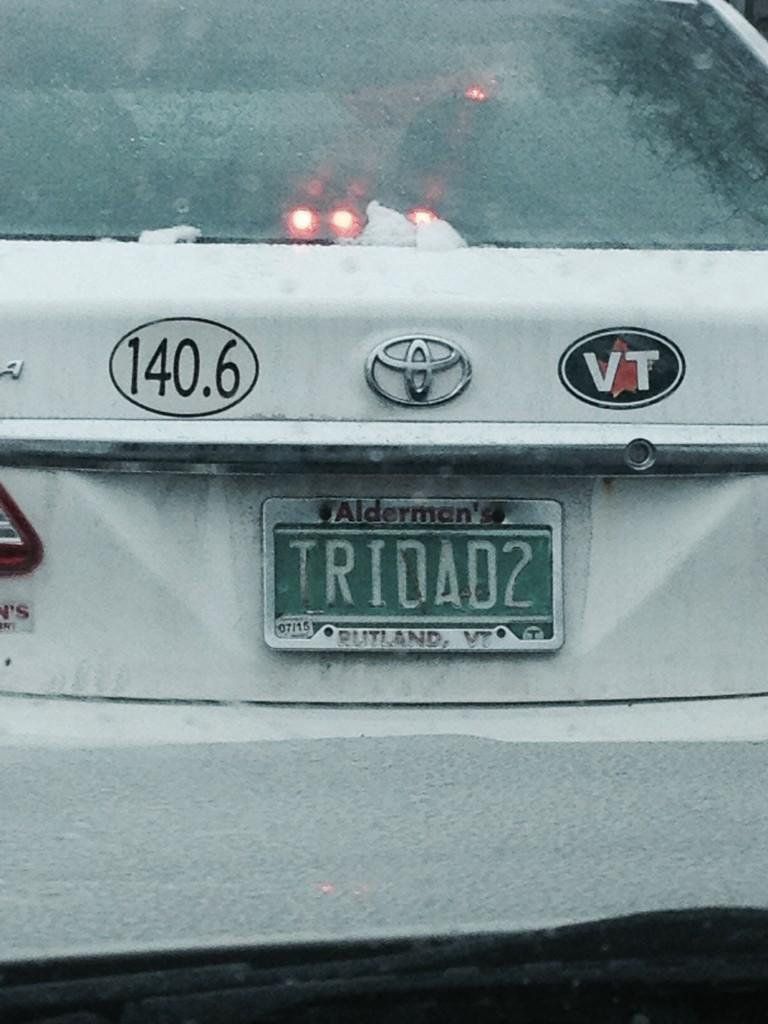 140.6
VT
Alderman's
TRIDAD2
07/15
RUTLAND, VT
N'S